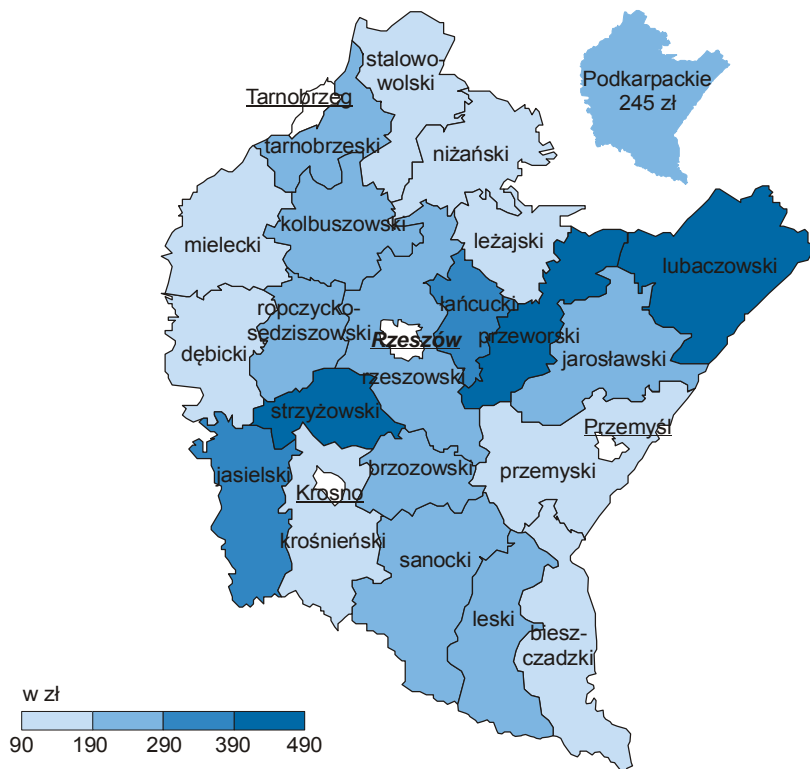 stalowo-
wolski
Podkarpackie
245 zł
Tarnobrzeg
tarnobrzeski
niżański
kolbuszowski
mielecki
leżajski
lubaczowski
łańcucki
ropczycko-
sędziszowski
Rzeszów
przeworski
dębicki
jarosławski
rzeszowski
strzyżowski
Przemyśl
jasielski
brzozowski
przemyski
Krosno
krośnieński
sanocki
leski
biesz-
czadzki
w zł
90 190 290 390 490